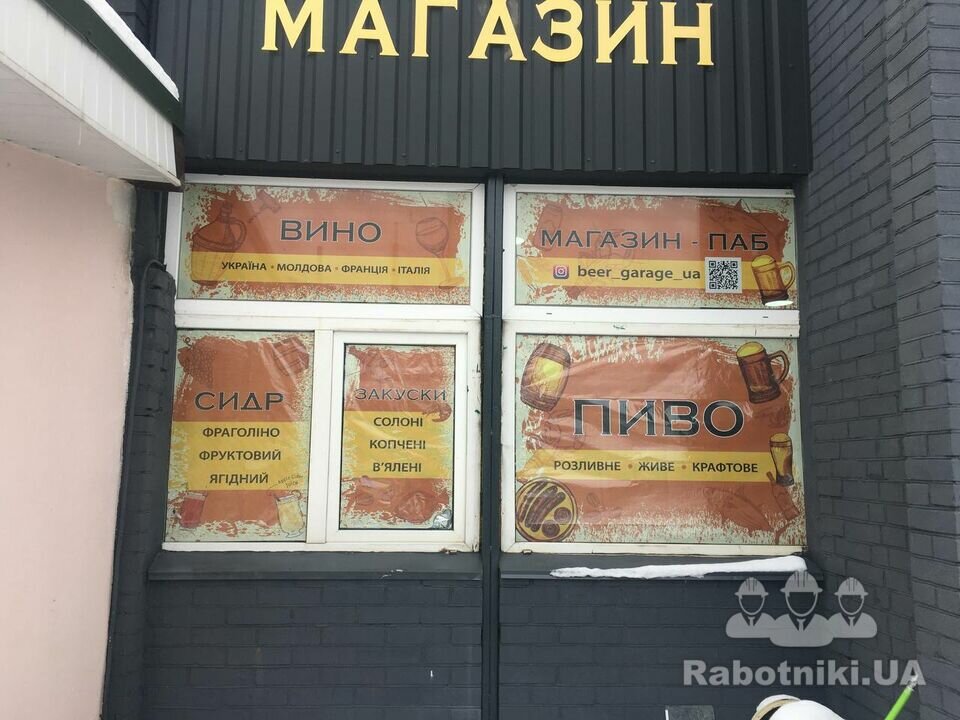 МАГАЗИН
ВИНО
УКРАЇНА • МОЛДОВА • ФРАНЦІЯ • ІТАЛІЯ
МАГАЗИН - ПАБ
beer_garage_ua
СИДР
ФРАГОЛІНО
ФРУКТОВИЙ
ЯГІДНИЙ
ЗАКУСКИ
СОЛОНІ
КОПЧЕНІ
В'ЯЛЕНІ
ПИВО
РОЗЛИВНЕ • ЖИВЕ • КРАФТОВЕ
Rabotniki.UA